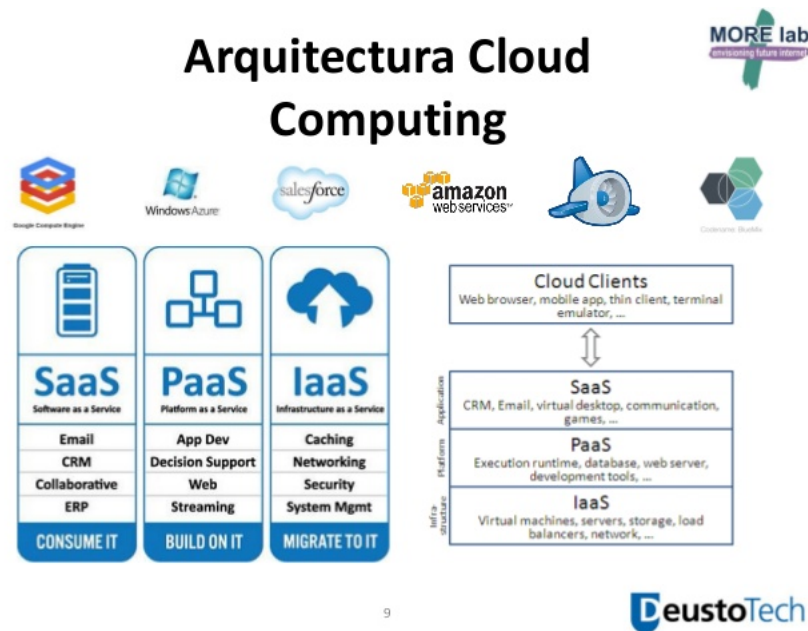 Arquitectura Cloud
Computing
MORE lab
envisioning future internet
Google Compute Engine
Windows Azure
salesforce
amazon
web services™
Codename: BlueMix
SaaS
Software as a Service
Email
CRM
Collaborative
ERP
CONSUME IT
PaaS
Platform as a Service
App Dev
Decision Support
Web
Streaming
BUILD ON IT
IaaS
Infrastructure as a Service
Caching
Networking
Security
System Mgmt
MIGRATE TO IT
Cloud Clients
Web browser, mobile app, thin client, terminal
emulator, ...
Application
SaaS
CRM, Email, virtual desktop, communication,
games, ...
Platform
PaaS
Execution runtime, database, web server,
development tools, ...
Infra-
structure
IaaS
Virtual machines, servers, storage, load
balancers, network, ...
9
DeustoTech